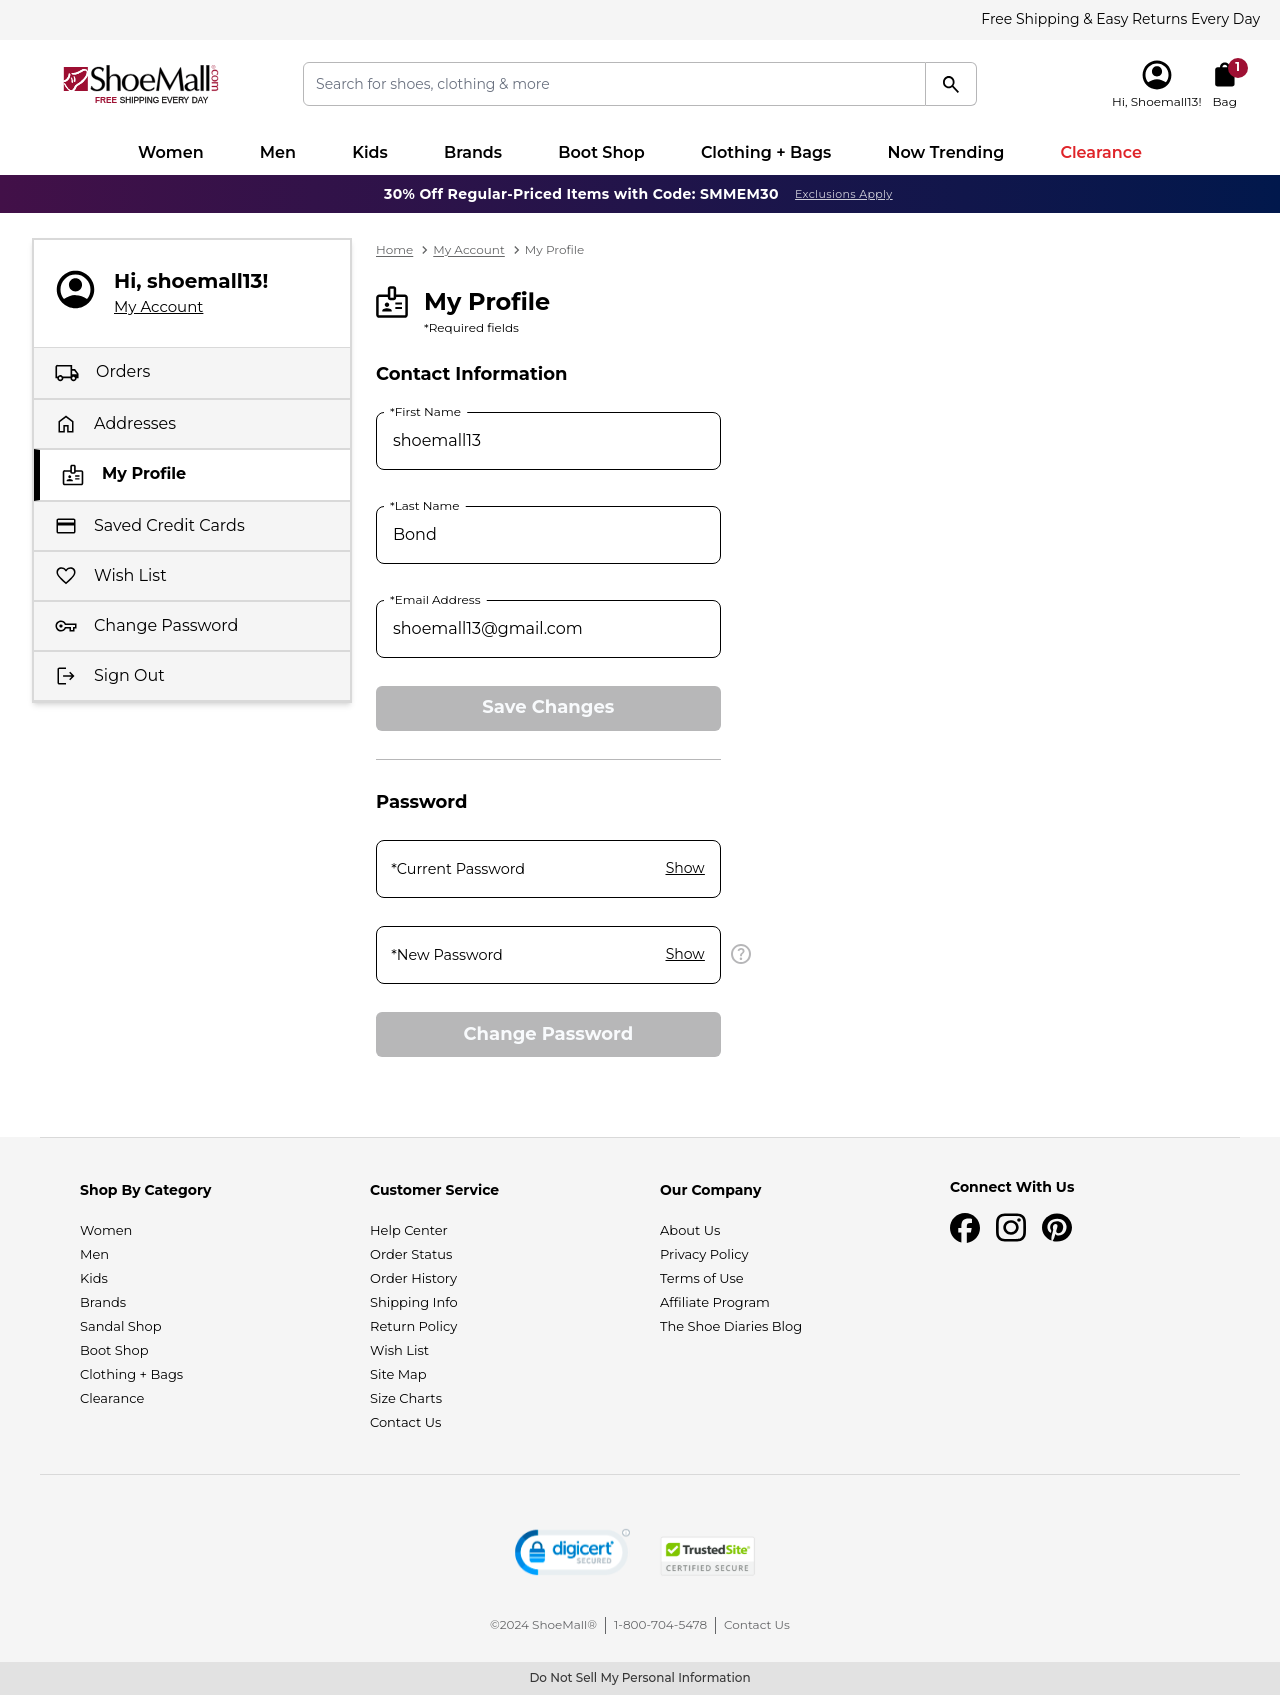 Free Shipping & Easy Returns Every Day
ShoeMall.com
FREE SHIPPING EVERY DAY
Search for shoes, clothing & more
1
Hi, Shoemall13!
Bag
Women
Men
Kids
Brands
Boot Shop
Clothing + Bags
Now Trending
Clearance
30% Off Regular-Priced Items with Code: SMMEM30
Exclusions Apply
Hi, shoemall13!
My Account
Orders
Addresses
My Profile
Saved Credit Cards
Wish List
Change Password
Sign Out
Home > My Account > My Profile
My Profile
*Required fields
Contact Information
*First Name
shoemall13
*Last Name
Bond
*Email Address
shoemall13@gmail.com
Save Changes
Password
*Current Password
Show
*New Password
Show
?
Change Password
Shop By Category
Women
Men
Kids
Brands
Sandal Shop
Boot Shop
Clothing + Bags
Clearance
Customer Service
Help Center
Order Status
Order History
Shipping Info
Return Policy
Wish List
Site Map
Size Charts
Contact Us
Our Company
About Us
Privacy Policy
Terms of Use
Affiliate Program
The Shoe Diaries Blog
Connect With Us
digicert
SECURED
TrustedSite
CERTIFIED SECURE
©2024 ShoeMall®
1-800-704-5478
Contact Us
Do Not Sell My Personal Information